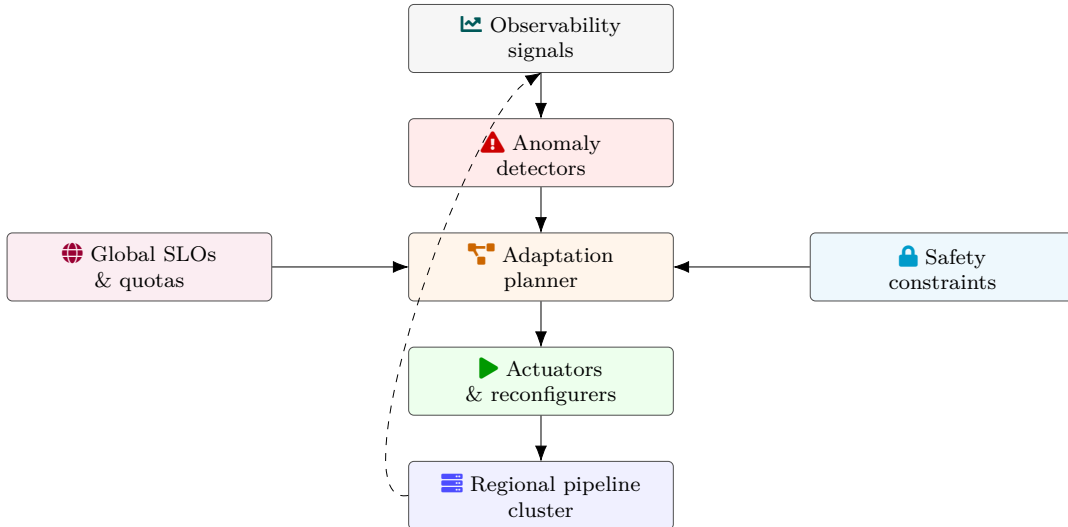 Observability
signals
Anomaly
detectors
Global SLOs
& quotas
Adaptation
planner
Safety
constraints
Actuators
& reconfigurers
Regional pipeline
cluster